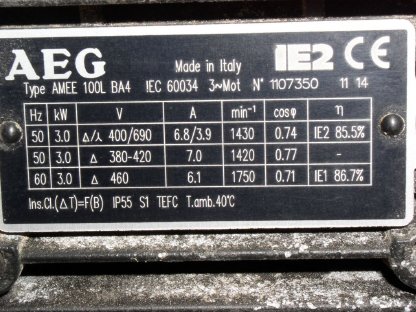 AEG Made in Italy IE2 CE
Type AMEE 100L BA4 IEC 60034 3~Mot N° 1107350 11 14
Hz kW V A min⁻¹ cosφ η
50 3.0 Δ/⅄ 400/690 6.8/3.9 1430 0.74 IE2 85.5%
50 3.0 Δ 380-420 7.0 1420 0.77 -
60 3.0 Δ 460 6.1 1750 0.71 IE1 86.7%
Ins.Cl.(ΔT)=F(B) IP55 S1 TEFC T.amb.40°C